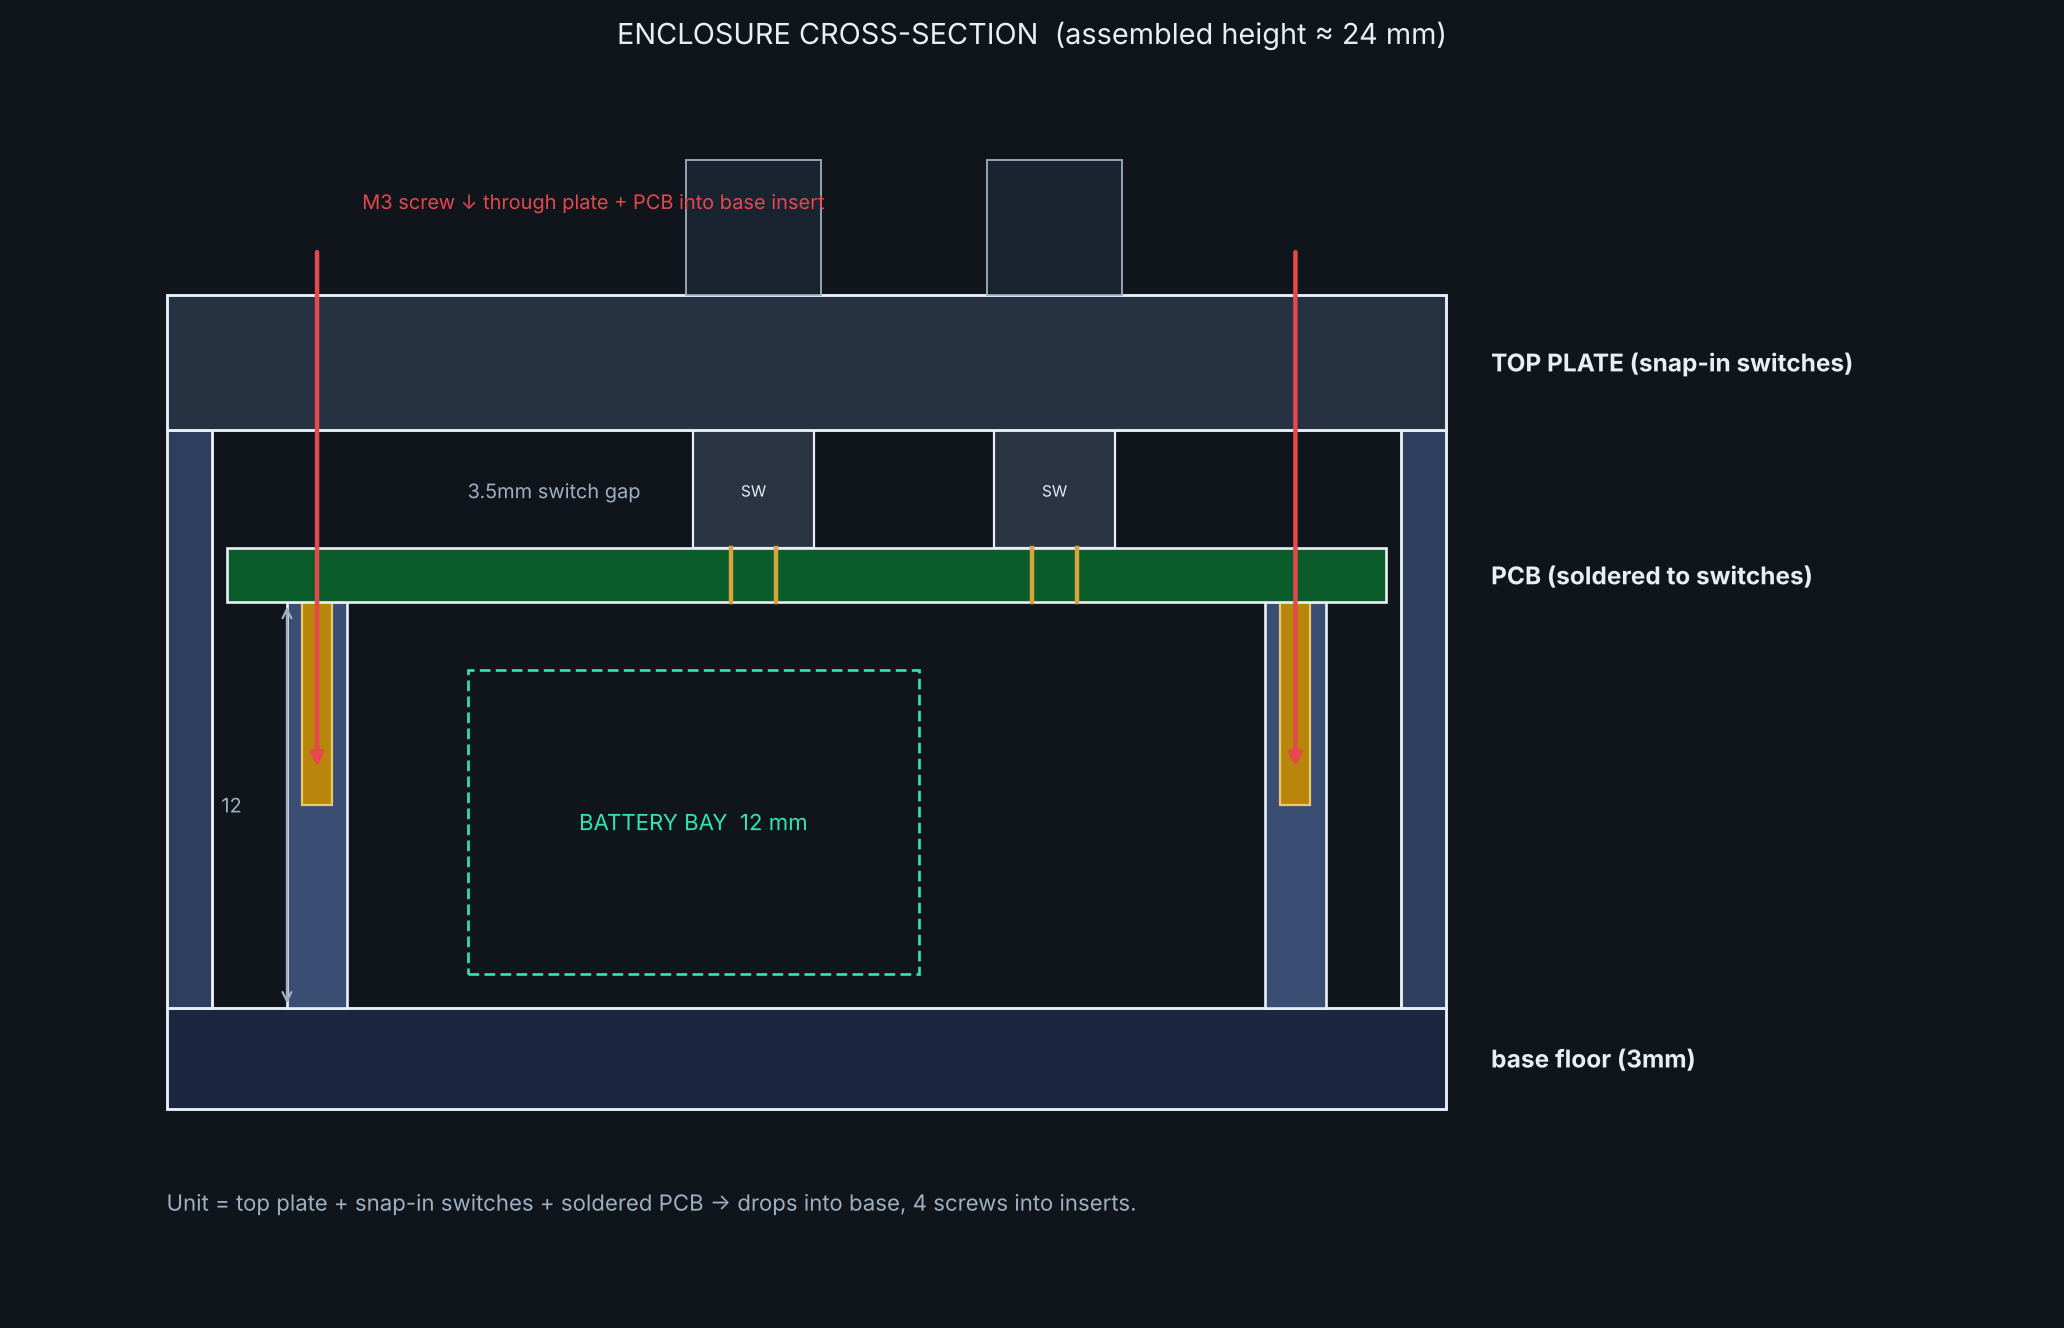 ENCLOSURE CROSS-SECTION (assembled height ≈ 24 mm)
M3 screw ↓ through plate + PCB into base insert
TOP PLATE (snap-in switches)
3.5mm switch gap
SW
SW
PCB (soldered to switches)
12
BATTERY BAY 12 mm
base floor (3mm)
Unit = top plate + snap-in switches + soldered PCB → drops into base, 4 screws into inserts.